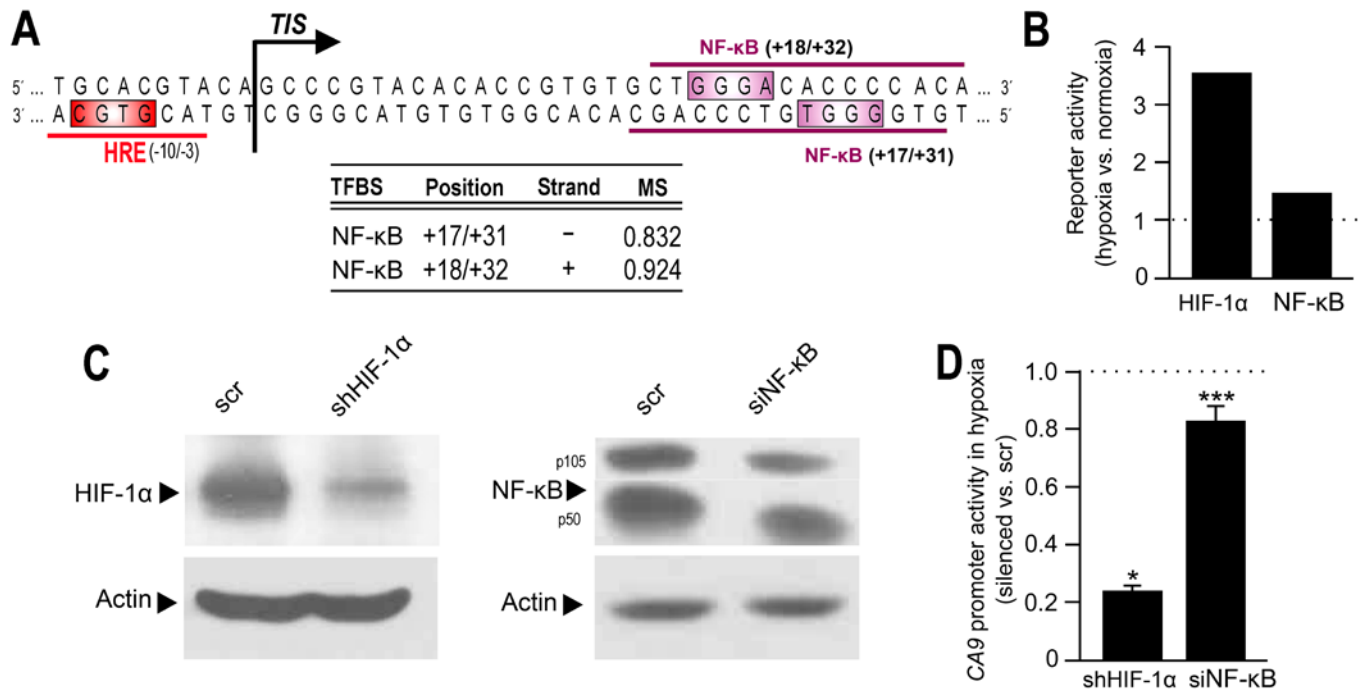 A
TIS
NF-κB (+18/+32)
5´ ... T G C A C G T A C A G C C C G T A C A C A C C G T G T G C T G G G A C A C C C C A C A ... 3´
3´ ... A C G T G C A T G T C G G G C A T G T G T G G C A C A C G A C C C T G T G G G G T G T ... 5´
HRE (-10/-3)
NF-κB (+17/+31)
TFBS Position Strand MS
NF-κB +17/+31 − 0.832
NF-κB +18/+32 + 0.924
B
Reporter activity
(hypoxia vs. normoxia)
4
3
2
1
0
HIF-1α NF-κB
C
scr shHIF-1α
HIF-1α
Actin
scr siNF-κB
p105
NF-κB
p50
Actin
D
CA9 promoter activity in hypoxia
(silenced vs. scr)
1.0
0.8
0.6
0.4
0.2
0
*
***
shHIF-1α siNF-κB